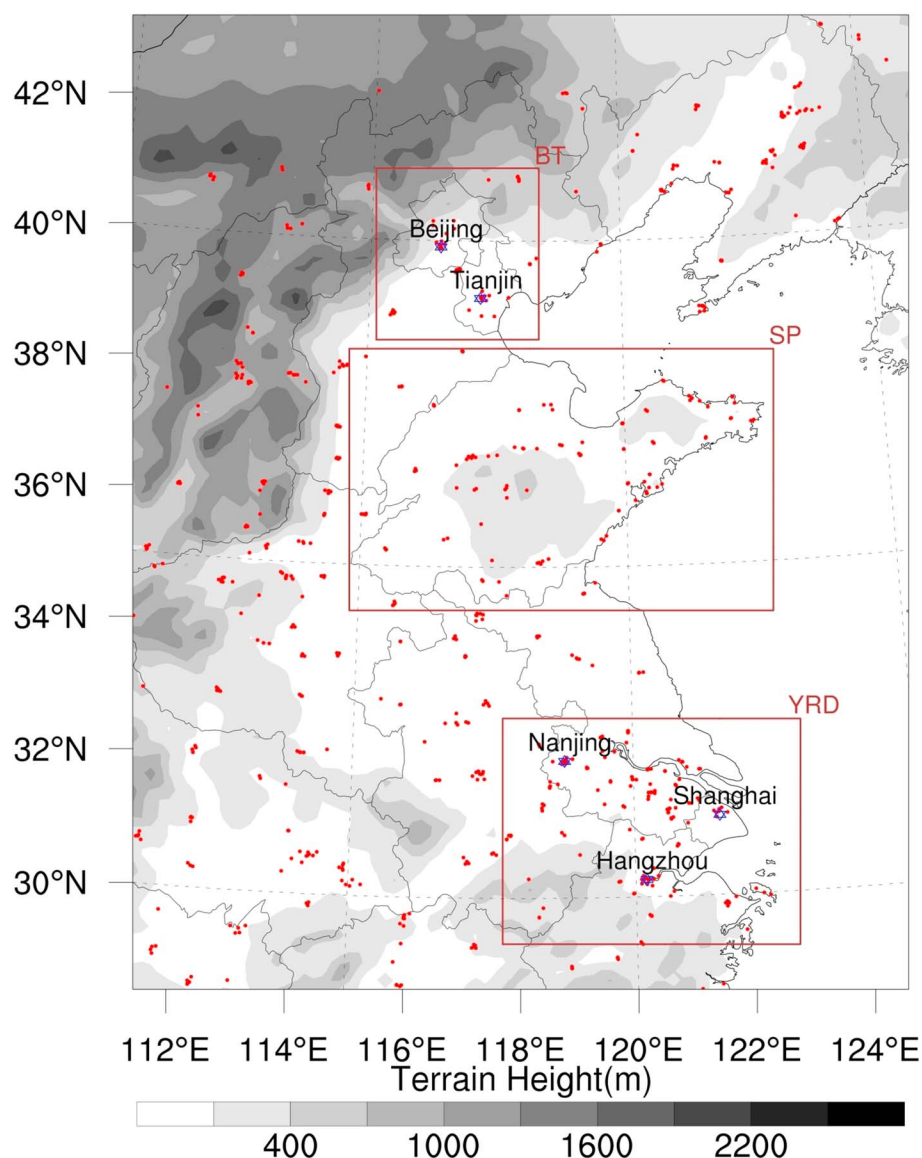 42°N
BT
40°N
Beijing
Tianjin
38°N
SP
36°N
34°N
YRD
32°N
Nanjing
Shanghai
Hangzhou
30°N
112°E 114°E 116°E 118°E 120°E 122°E 124°E
Terrain Height(m)
400 1000 1600 2200